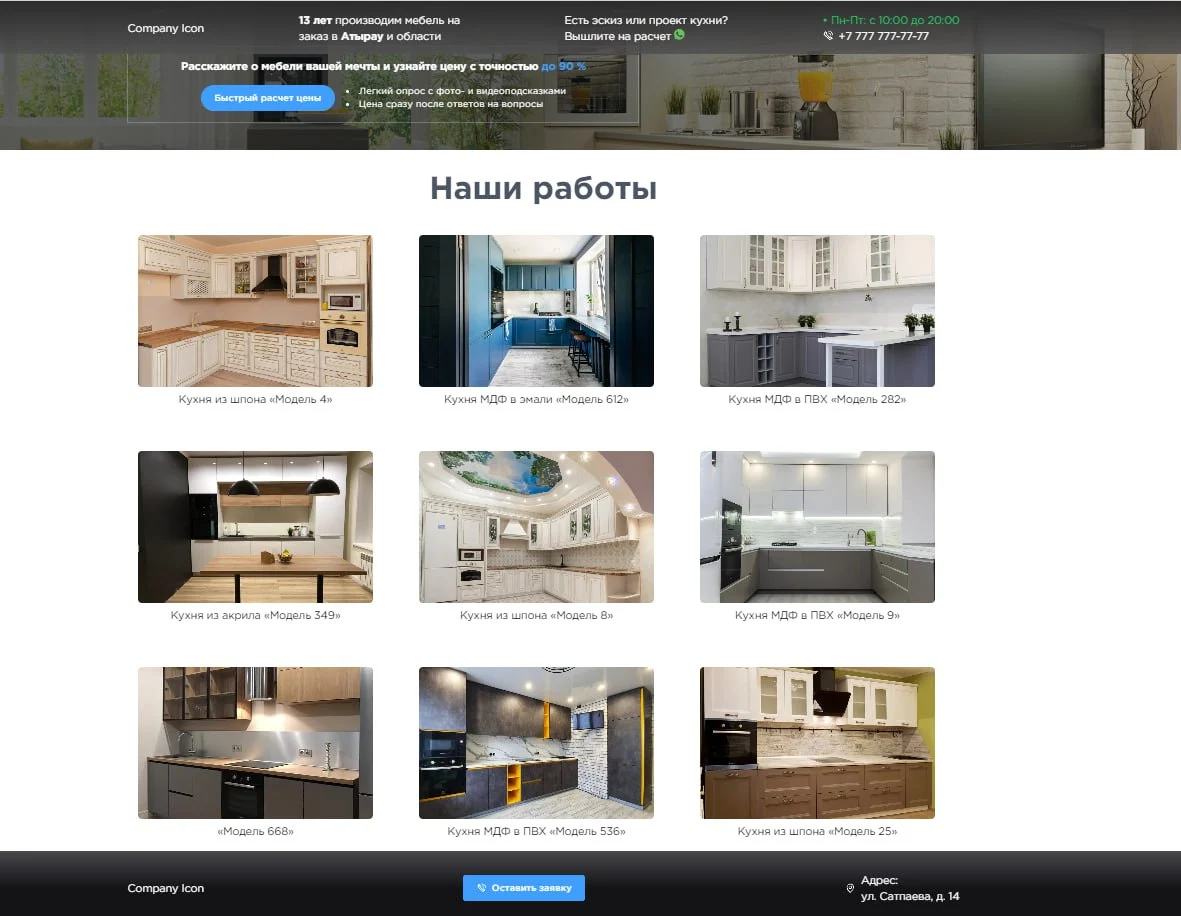 Company Icon
13 лет производим мебель на
заказ в Атырау и области
Есть эскиз или проект кухни?
Вышлите на расчет
• Пн-Пт: с 10:00 до 20:00
+7 777 777-77-77
Расскажите о мебели вашей мечты и узнайте цену с точностью до 90 %
Быстрый расчет цены
• Легкий опрос с фото- и видеоподсказками
• Цена сразу после ответов на вопросы
Наши работы
Кухня из шпона «Модель 4»
Кухня МДФ в эмали «Модель 612»
Кухня МДФ в ПВХ «Модель 282»
Кухня из акрила «Модель 349»
Кухня из шпона «Модель 8»
Кухня МДФ в ПВХ «Модель 9»
«Модель 668»
Кухня МДФ в ПВХ «Модель 536»
Кухня из шпона «Модель 25»
Company Icon
Оставить заявку
Адрес:
ул. Сатпаева, д. 14